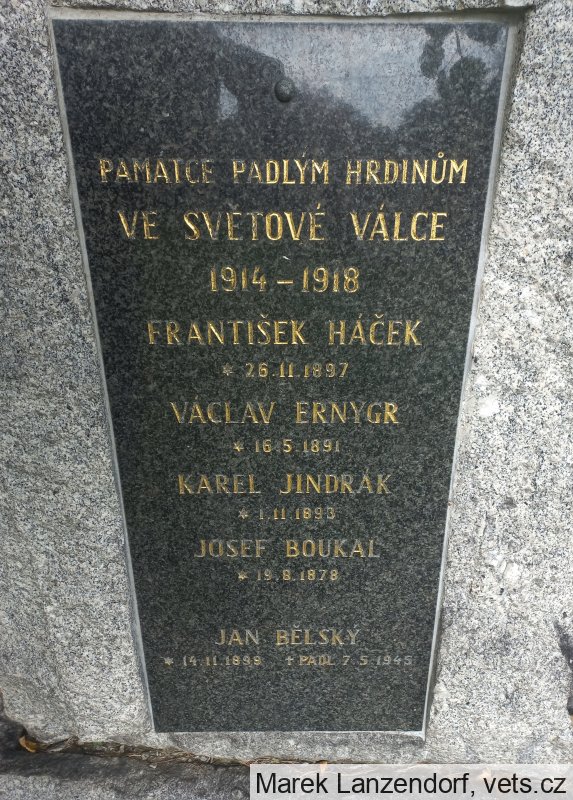 PAMÁTCE PADLÝM HRDINŮM
VE SVĚTOVÉ VÁLCE
1914 – 1918
FRANTIŠEK HÁČEK
* 26.11.1897
VÁCLAV ERNYGR
* 16.5.1891
KAREL JINDRÁK
* 1.11.1893
JOSEF BOUKAL
* 19.8.1878
JAN BĚLSKÝ
* 14.11.1898 † PADL 7.5.1945
Marek Lanzendorf, vets.cz